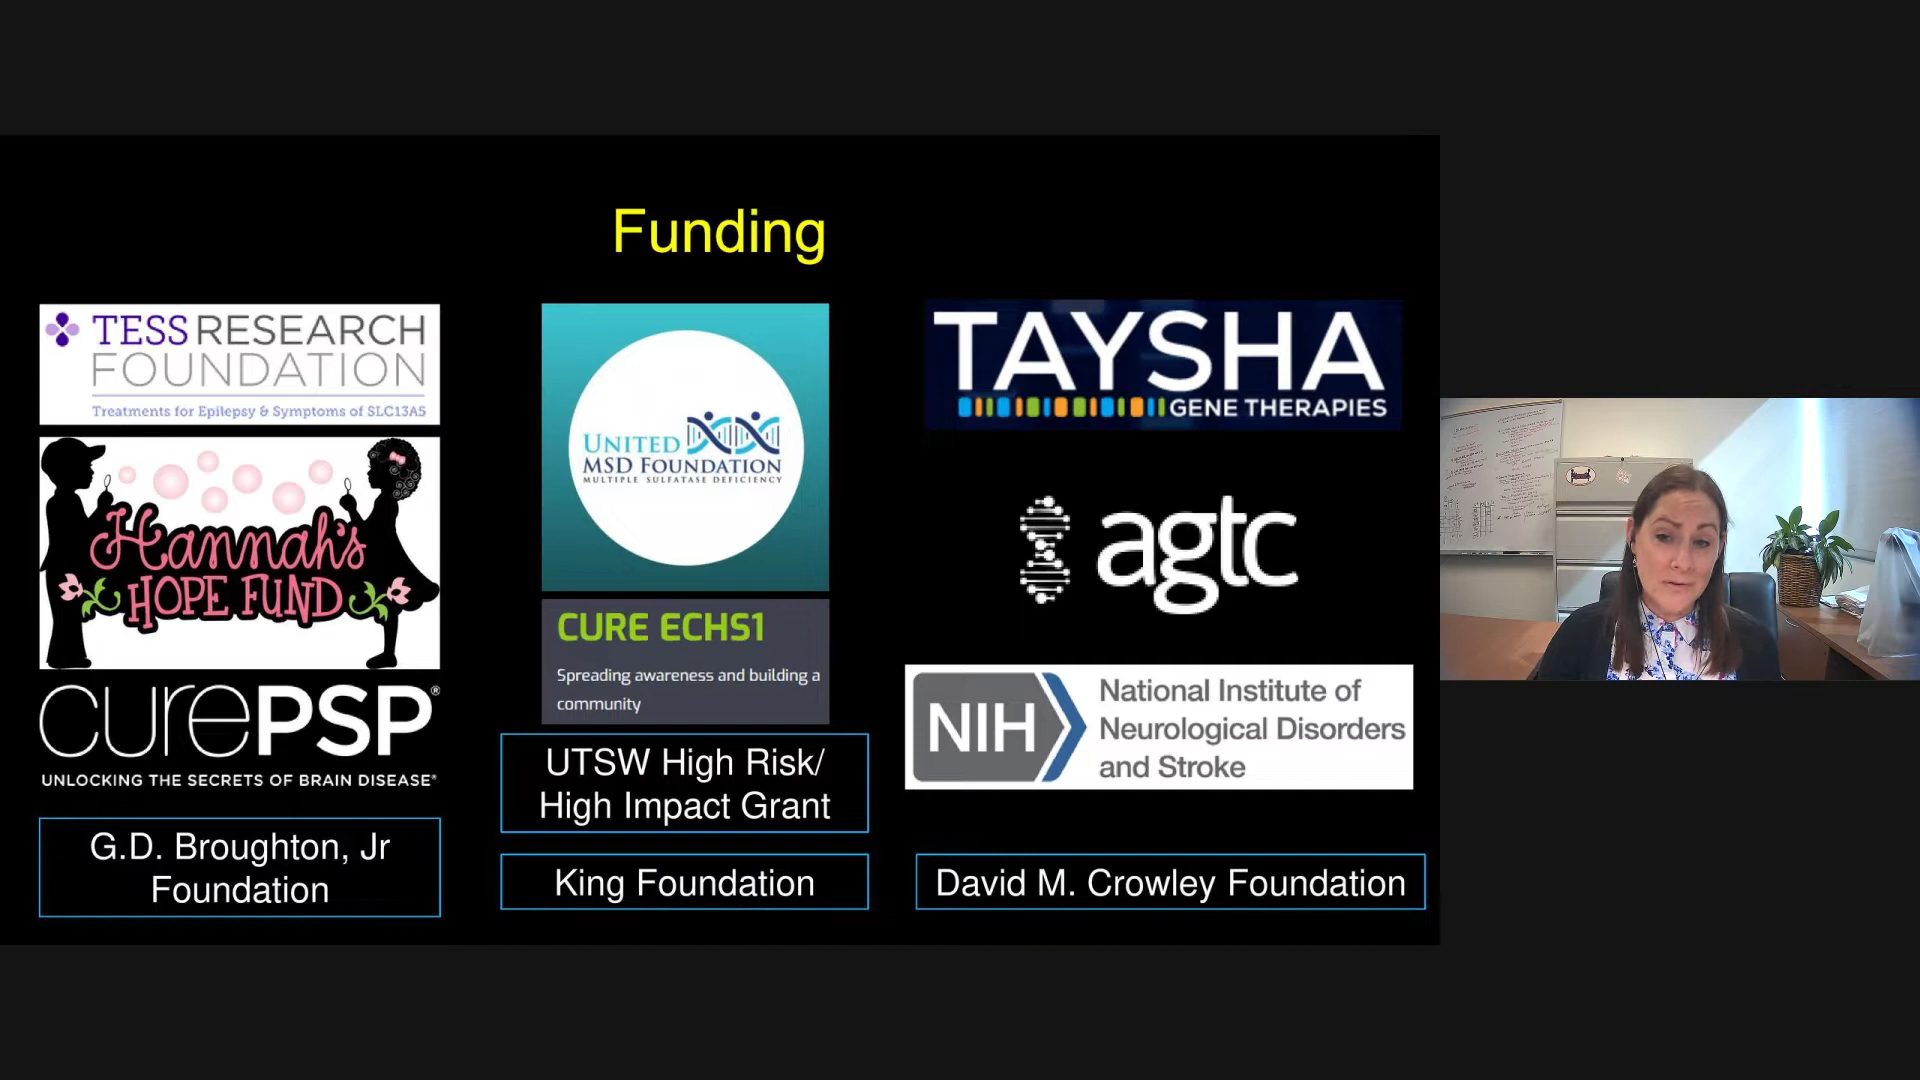 Funding
TESS RESEARCH
FOUNDATION
Treatments for Epilepsy & Symptoms of SLC13A5
Hannah's
HOPE FUND
curePSP®
UNLOCKING THE SECRETS OF BRAIN DISEASE®
G.D. Broughton, Jr
Foundation
UNITED
MSD FOUNDATION
MULTIPLE SULFATASE DEFICIENCY
CURE ECHS1
Spreading awareness and building a
community
UTSW High Risk/
High Impact Grant
King Foundation
TAYSHA
GENE THERAPIES
agtc
NIH
National Institute of
Neurological Disorders
and Stroke
David M. Crowley Foundation